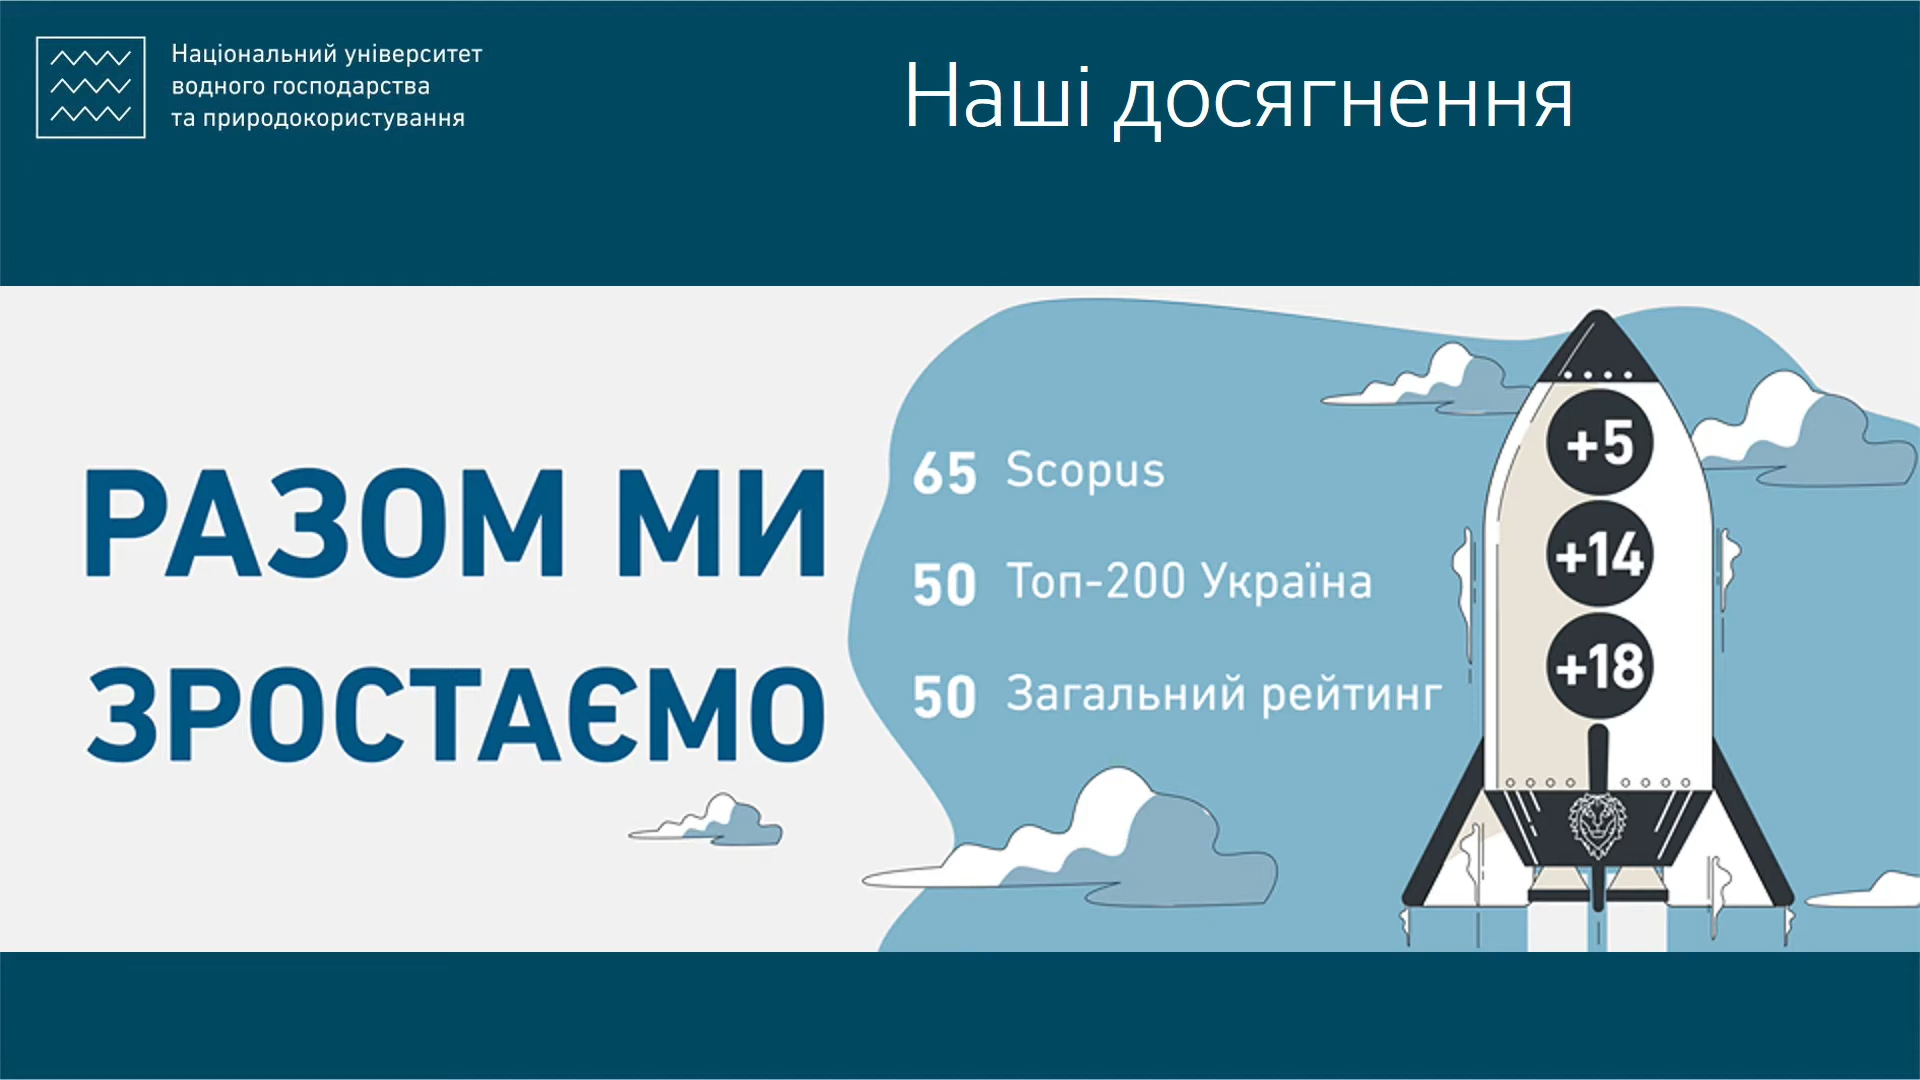 Національний університет
водного господарства
та природокористування
Наші досягнення
РАЗОМ МИ
ЗРОСТАЄМО
65 Scopus +5
50 Топ-200 Україна +14
50 Загальний рейтинг +18